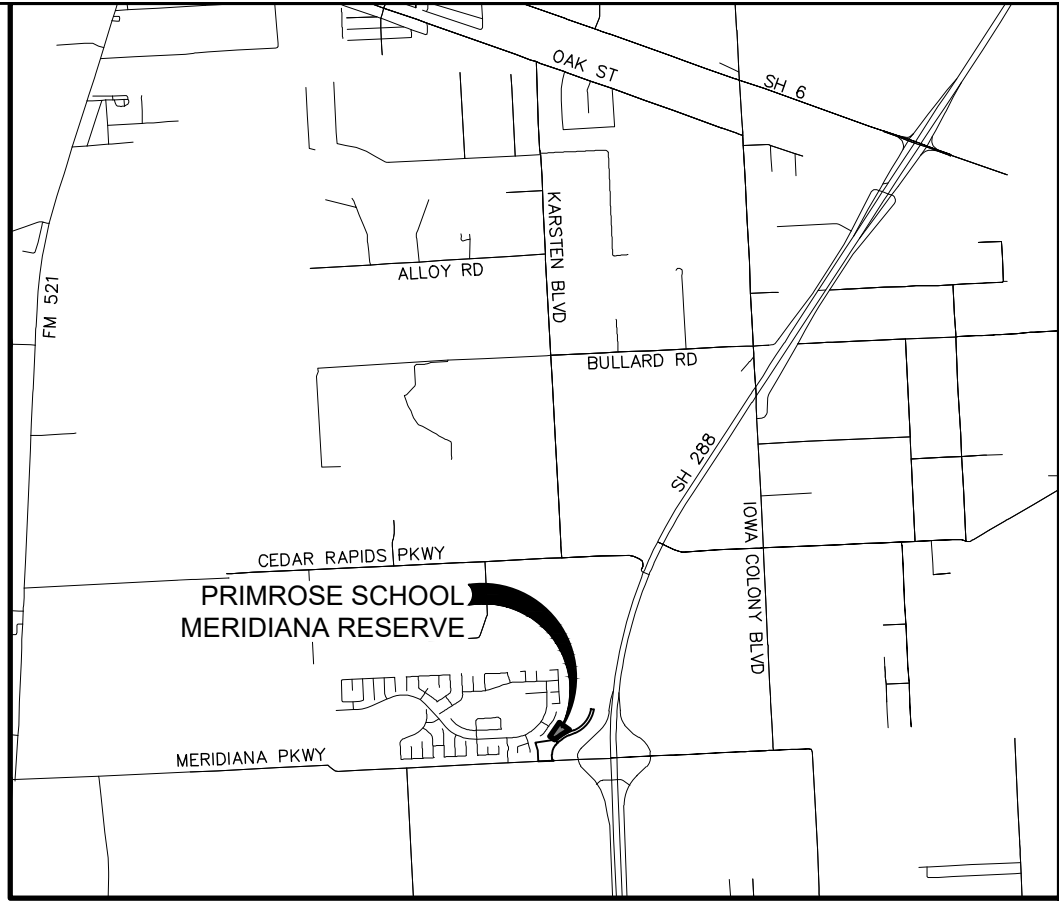 OAK ST
SH 6
KARSTEN BLVD
ALLOY RD
FM 521
BULLARD RD
SH 288
IOWA COLONY BLVD
CEDAR RAPIDS PKWY
PRIMROSE SCHOOL
MERIDIANA RESERVE
MERIDIANA PKWY